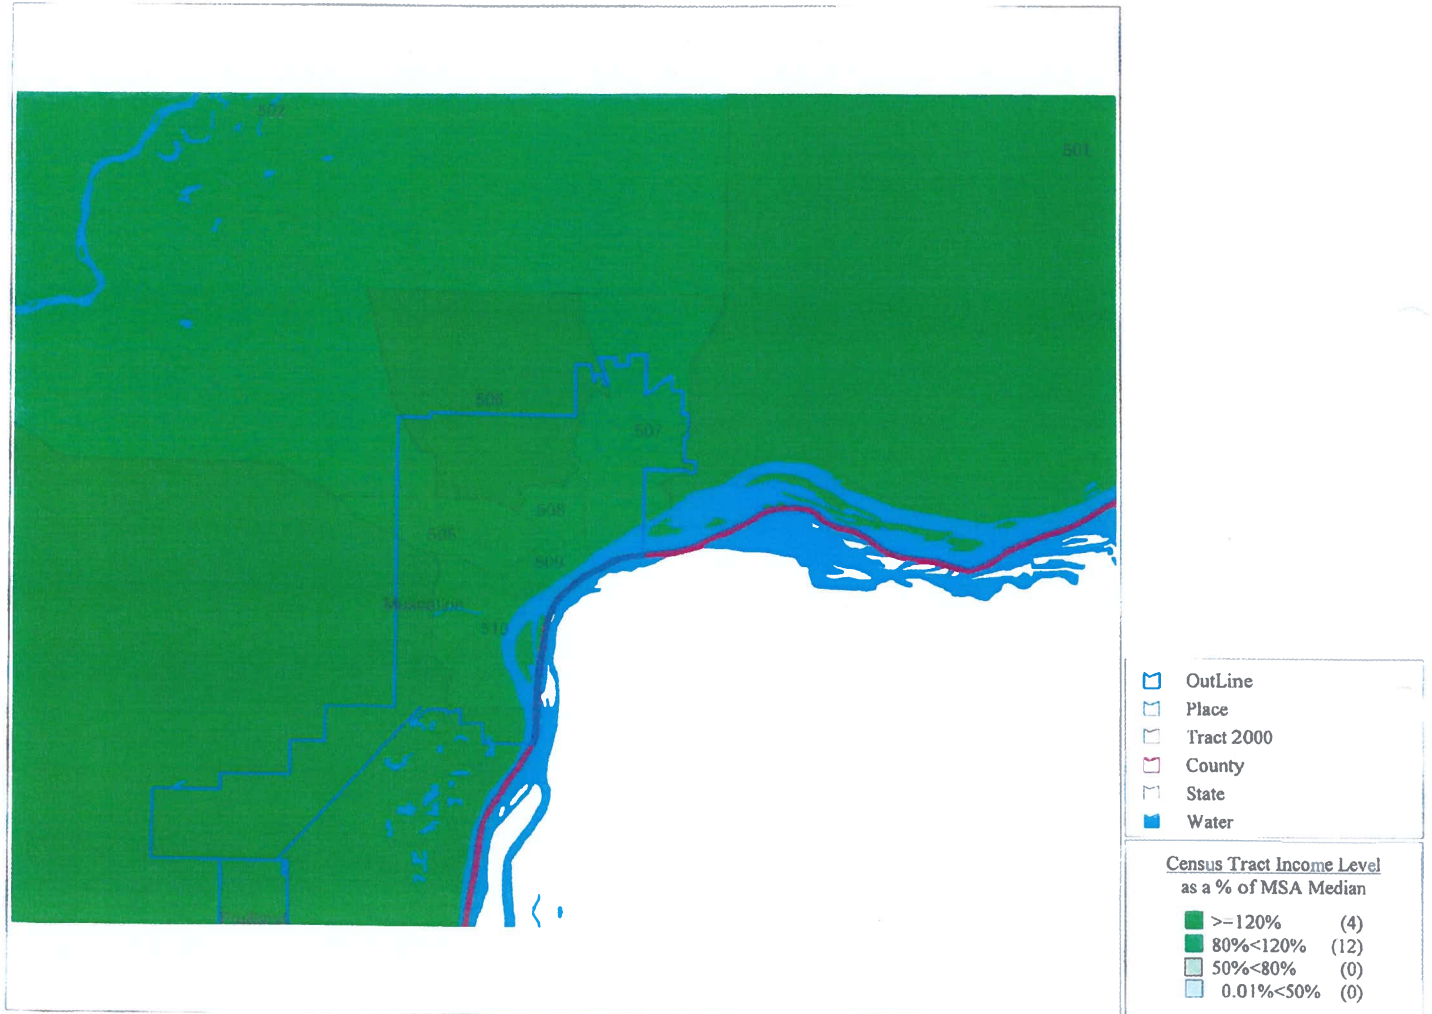 502
501
506
507
508
505
509
Muscatine
510
OutLine
Place
Tract 2000
County
State
Water
Census Tract Income Level
as a % of MSA Median
>=120% (4)
80%<120% (12)
50%<80% (0)
0.01%<50% (0)